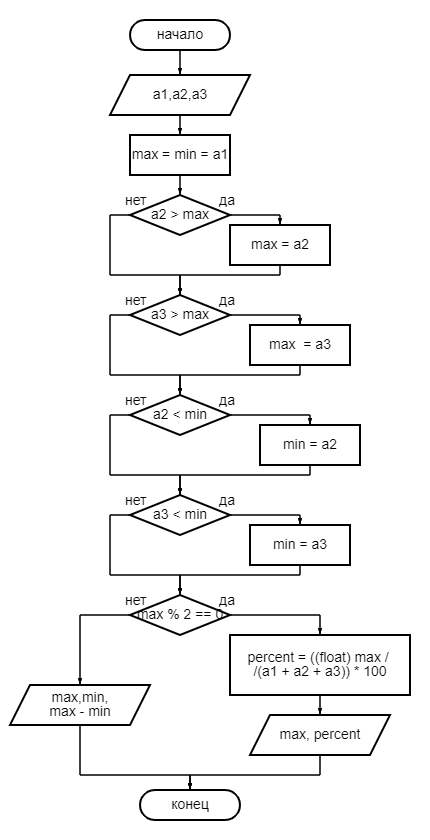 начало
a1,a2,a3
max = min = a1
нет
да
a2 > max
max = a2
нет
да
a3 > max
max = a3
нет
да
a2 < min
min = a2
нет
да
a3 < min
min = a3
нет
да
max % 2 == 0
percent = ((float) max /
/(a1 + a2 + a3)) * 100
max,min,
max - min
max, percent
конец